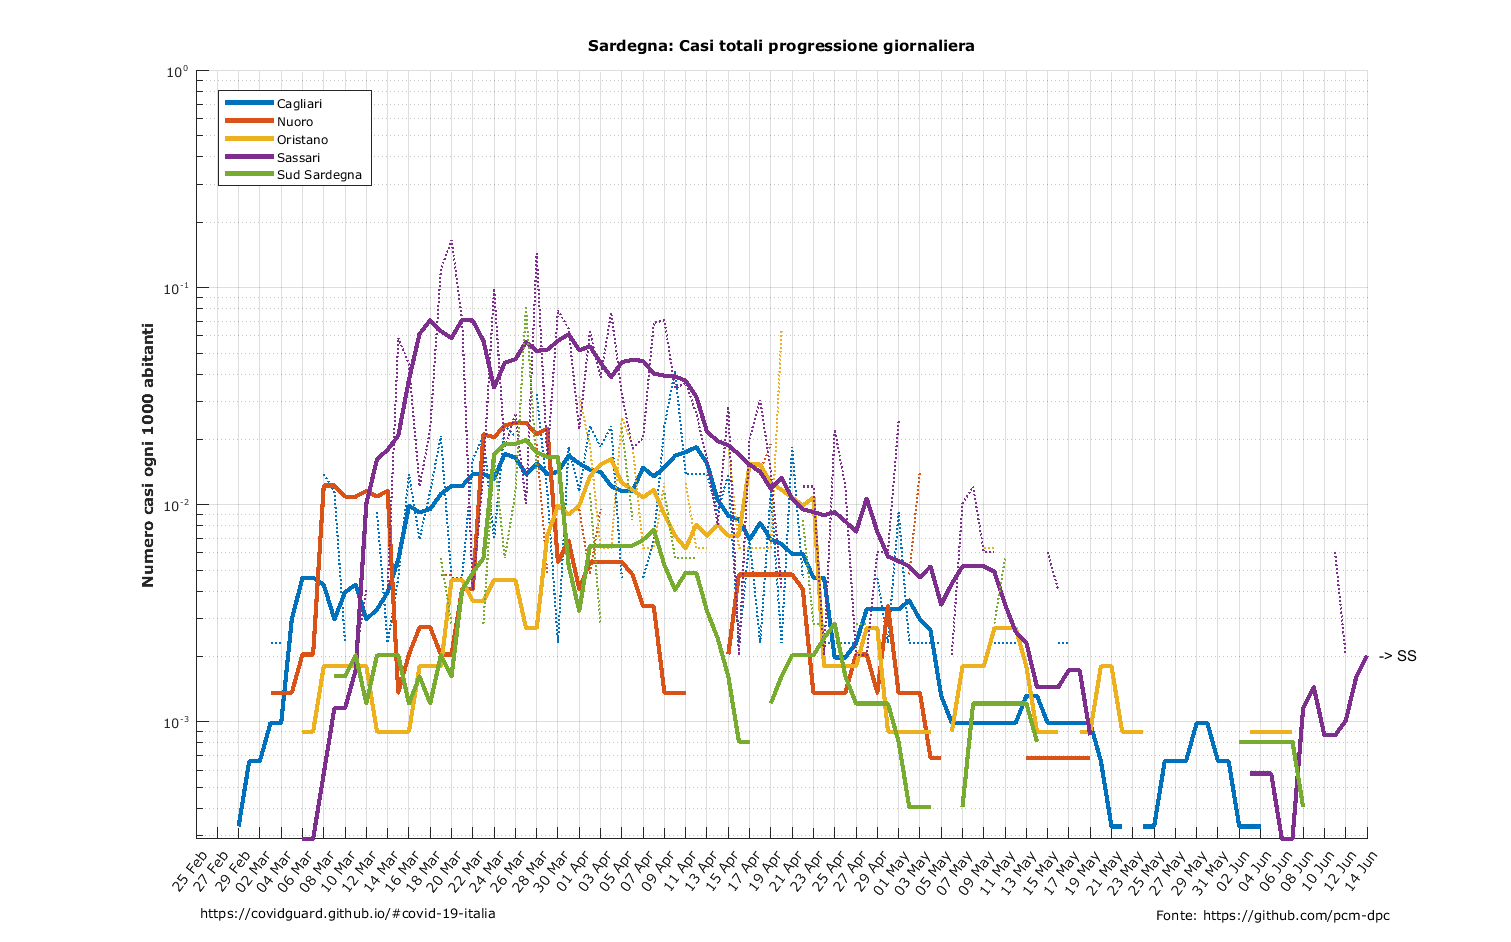 Sardegna: Casi totali progressione giornaliera
10^0
10^-1
10^-2
10^-3
Numero casi ogni 1000 abitanti
Cagliari
Nuoro
Oristano
Sassari
Sud Sardegna
-> SS
25 Feb
27 Feb
29 Feb
02 Mar
04 Mar
06 Mar
08 Mar
10 Mar
12 Mar
14 Mar
16 Mar
18 Mar
20 Mar
22 Mar
24 Mar
26 Mar
28 Mar
30 Mar
01 Apr
03 Apr
05 Apr
07 Apr
09 Apr
11 Apr
13 Apr
15 Apr
17 Apr
19 Apr
21 Apr
23 Apr
25 Apr
27 Apr
29 Apr
01 May
03 May
05 May
07 May
09 May
11 May
13 May
15 May
17 May
19 May
21 May
23 May
25 May
27 May
29 May
31 May
02 Jun
04 Jun
06 Jun
08 Jun
10 Jun
12 Jun
14 Jun
https://covidguard.github.io/#covid-19-italia
Fonte: https://github.com/pcm-dpc